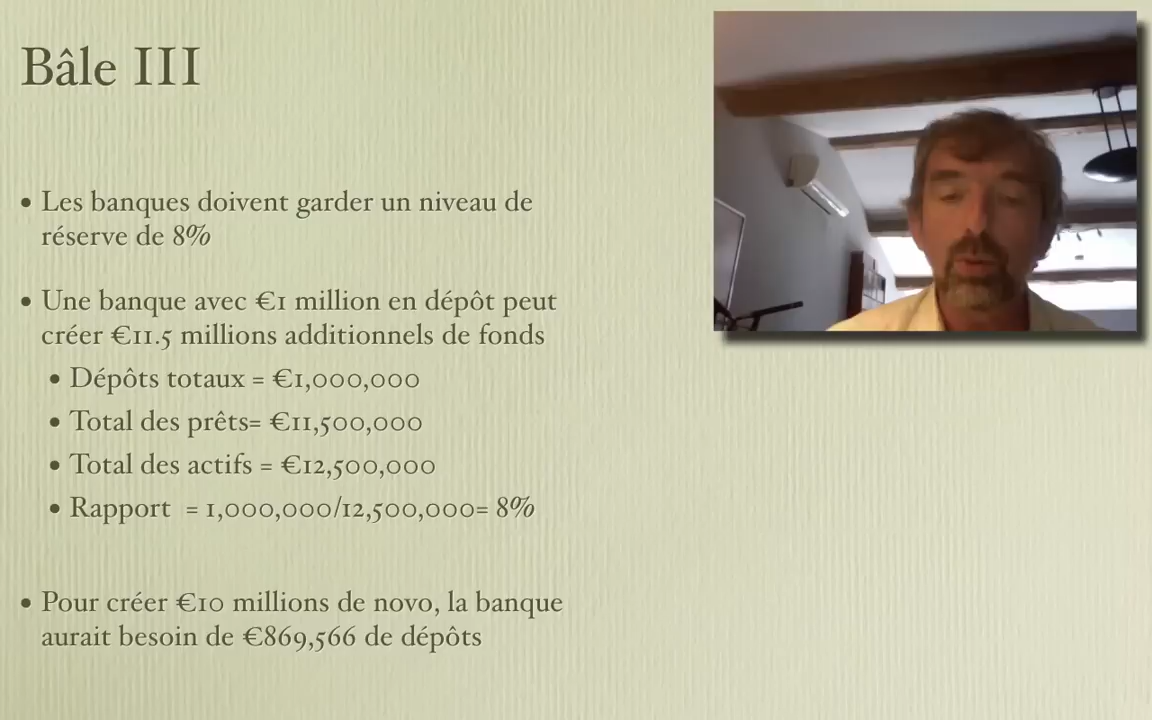 Bâle III
• Les banques doivent garder un niveau de
réserve de 8%
• Une banque avec €1 million en dépôt peut
créer €11.5 millions additionnels de fonds
• Dépôts totaux = €1,000,000
• Total des prêts= €11,500,000
• Total des actifs = €12,500,000
• Rapport = 1,000,000/12,500,000= 8%
• Pour créer €10 millions de novo, la banque
aurait besoin de €869,566 de dépôts